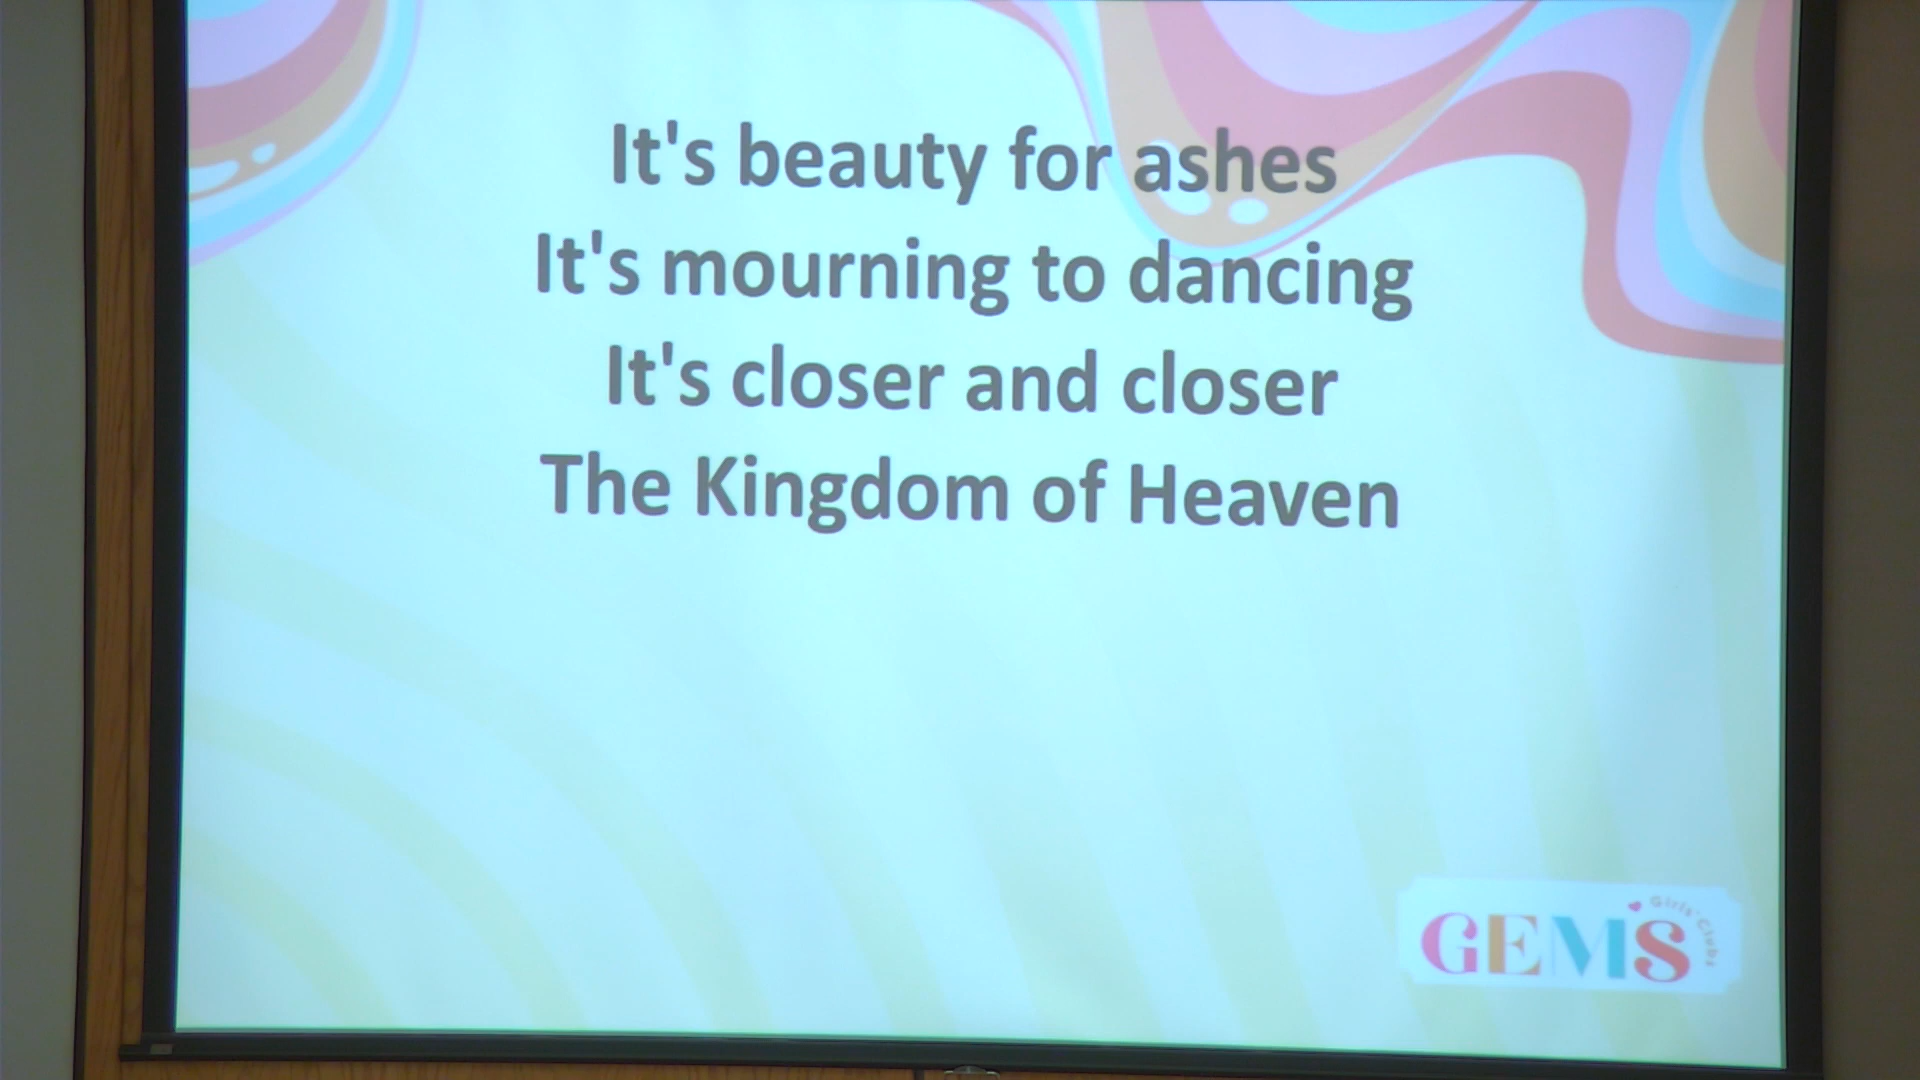 It's beauty for ashes
It's mourning to dancing
It's closer and closer
The Kingdom of Heaven
GEMS Girls' Clubs